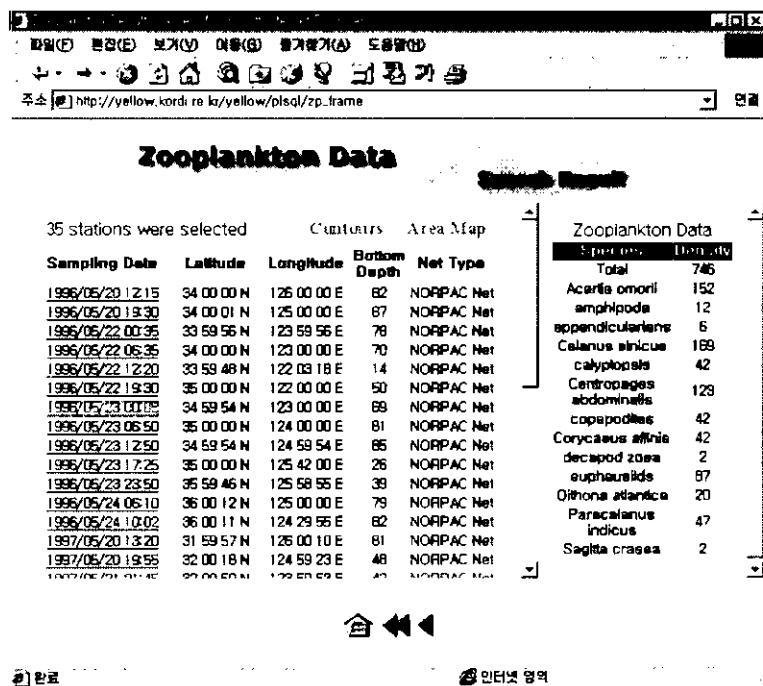 파일(F) 편집(E) 보기(V) 이동(G) 즐겨찾기(A) 도움말(H)
주소 http://yellow.kordi.re.kr/yellow/plsql/zp_frame 연결
Zooplankton Data
Search Result
35 stations were selected Contours Area Map
Sampling Date Latitude Longitude Bottom Depth Net Type
1996/05/20 12:15 34 00 00 N 126 00 00 E 82 NORPAC Net
1996/05/20 19:30 34 00 01 N 125 00 00 E 87 NORPAC Net
1996/05/22 00:35 33 59 56 N 123 59 56 E 78 NORPAC Net
1996/05/22 06:35 34 00 00 N 123 00 00 E 70 NORPAC Net
1996/05/22 12:20 33 59 48 N 122 03 18 E 14 NORPAC Net
1996/05/22 19:30 35 00 00 N 122 00 00 E 50 NORPAC Net
1996/05/23 34 59 54 N 123 00 00 E 69 NORPAC Net
1996/05/23 06:50 35 00 00 N 124 00 00 E 81 NORPAC Net
1996/05/23 12:50 34 59 54 N 124 59 54 E 85 NORPAC Net
1996/05/23 17:25 35 00 00 N 125 42 00 E 26 NORPAC Net
1996/05/23 23:50 35 59 46 N 125 58 55 E 39 NORPAC Net
1996/05/24 06:10 36 00 12 N 125 00 00 E 79 NORPAC Net
1996/05/24 10:02 36 00 11 N 124 29 55 E 82 NORPAC Net
1997/05/20 13:20 31 59 57 N 126 00 10 E 81 NORPAC Net
1997/05/20 19:55 32 00 18 N 124 59 23 E 48 NORPAC Net
Zooplankton Data
Species Density
Total 746
Acartia omorii 152
amphipods 12
appendicularians 6
Calanus sinicus 189
calyptopsis 42
Centropages
abdominalis 129
copepodites 42
Corycaeus affinis 42
decapod zoea 2
euphausiids 87
Oithona atlantica 20
Paracalanus
indicus 47
Sagitta crassa 2
완료 인터넷 영역